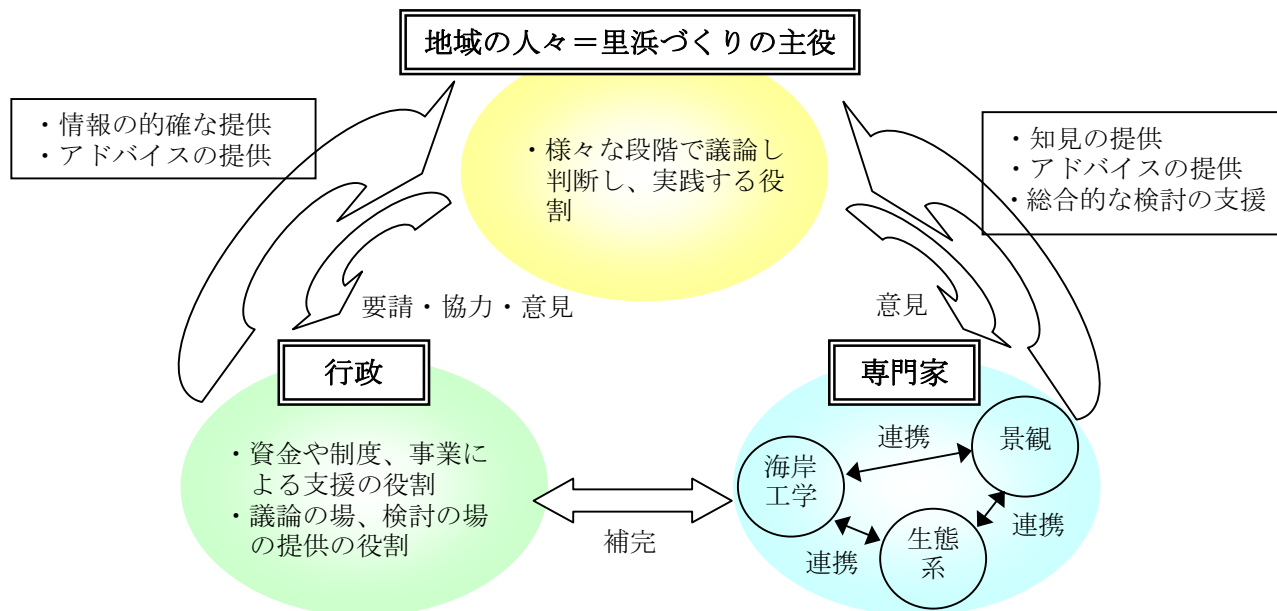 地域の人々＝里浜づくりの主役
・情報の的確な提供
・アドバイスの提供
・様々な段階で議論し
判断し、実践する役
割
・知見の提供
・アドバイスの提供
・総合的な検討の支援
要請・協力・意見
意見
行政
専門家
・資金や制度、事業に
よる支援の役割
・議論の場、検討の場
の提供の役割
補完
海岸
工学
連携
景観
連携
生態
系
連携